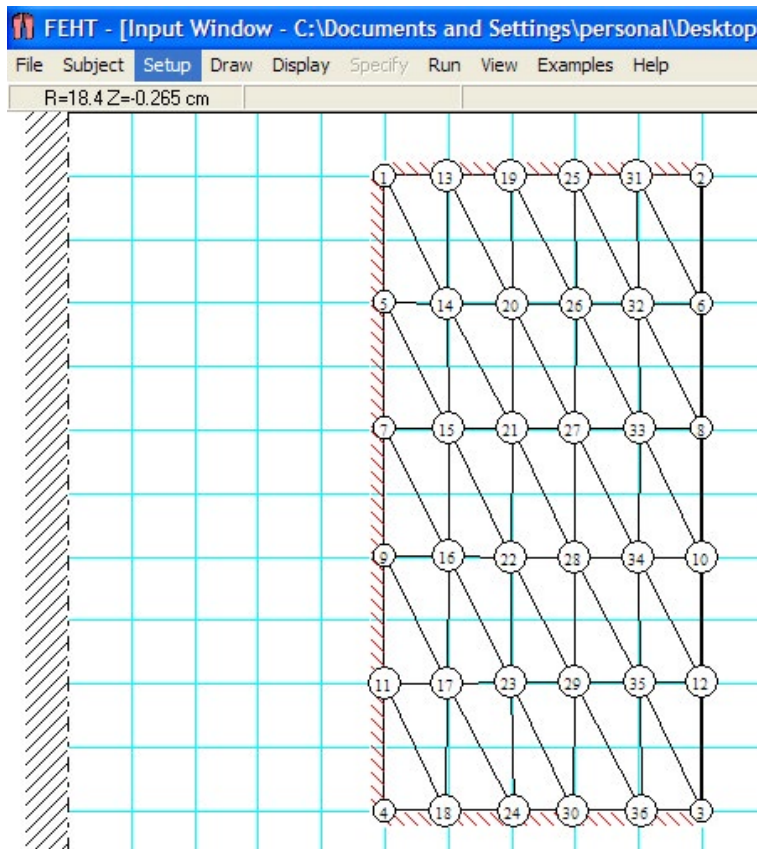 FEHT - [Input Window - C:\Documents and Settings\personal\Desktop
File Subject Setup Draw Display Specify Run View Examples Help
R=18.4 Z=-0.265 cm
1 13 19 25 31 2
5 14 20 26 32 6
7 15 21 27 33 8
9 16 22 28 34 10
11 17 23 29 35 12
4 18 24 30 36 3